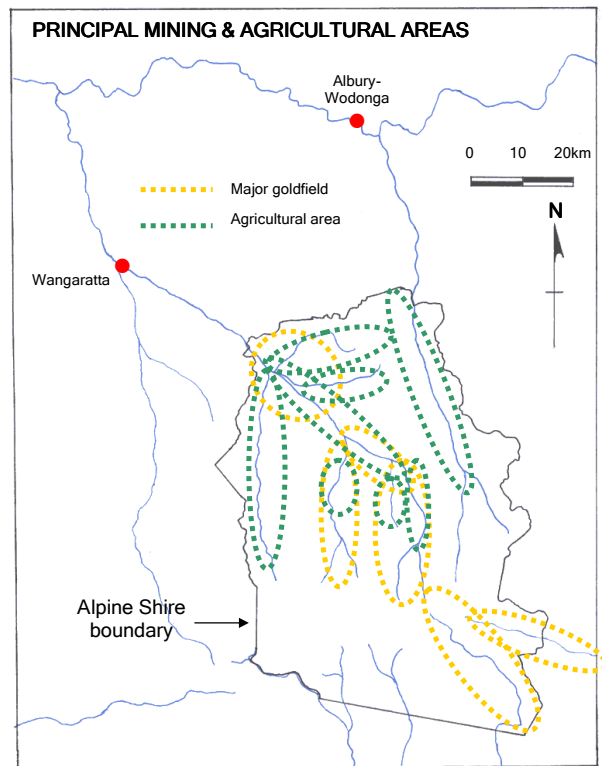 PRINCIPAL MINING & AGRICULTURAL AREAS
Albury-
Wodonga
0 10 20km
Major goldfield
Agricultural area
N
Wangaratta
Alpine Shire
boundary